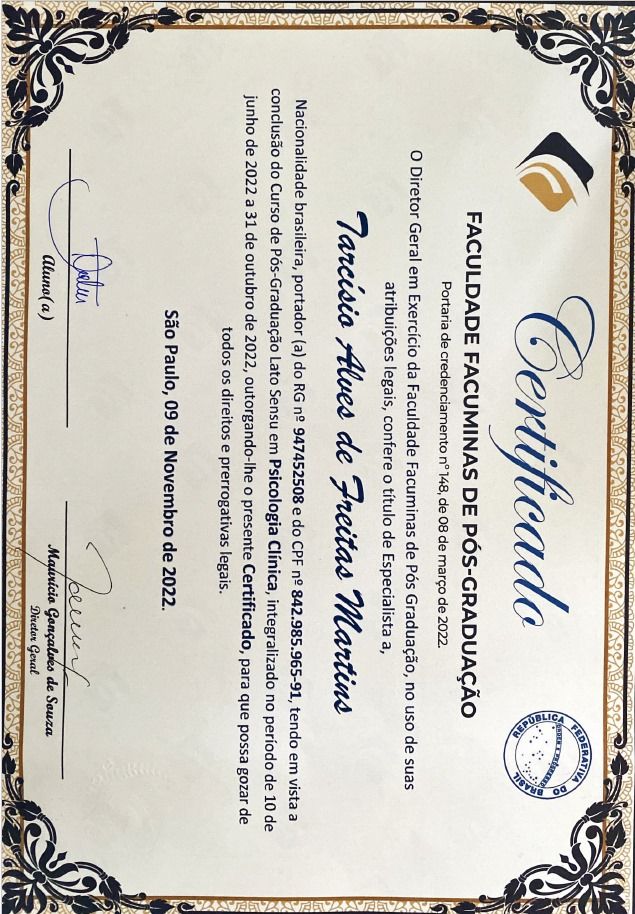 Certificado
FACULDADE FACUMINAS DE PÓS-GRADUAÇÃO
Portaria de credenciamento nº 148, de 08 de março de 2022.
O Diretor Geral em Exercício da Faculdade Facuminas de Pós Graduação, no uso de suas
atribuições legais, confere o título de Especialista a,
Tarcísio Alves de Freitas Martins
Nacionalidade brasileira, portador (a) do RG nº 947452508 e do CPF nº 842.985.965-91, tendo em vista a
conclusão do Curso de Pós-Graduação Lato Sensu em Psicologia Clínica, integralizado no período de 10 de
junho de 2022 a 31 de outubro de 2022, outorgando-lhe o presente Certificado, para que possa gozar de
todos os direitos e prerrogativas legais.
São Paulo, 09 de Novembro de 2022.
Aluno(a)
Maurício Gonçalves de Souza
Diretor Geral
REPÚBLICA FEDERATIVA DO BRASIL
ORDEM E PROGRESSO